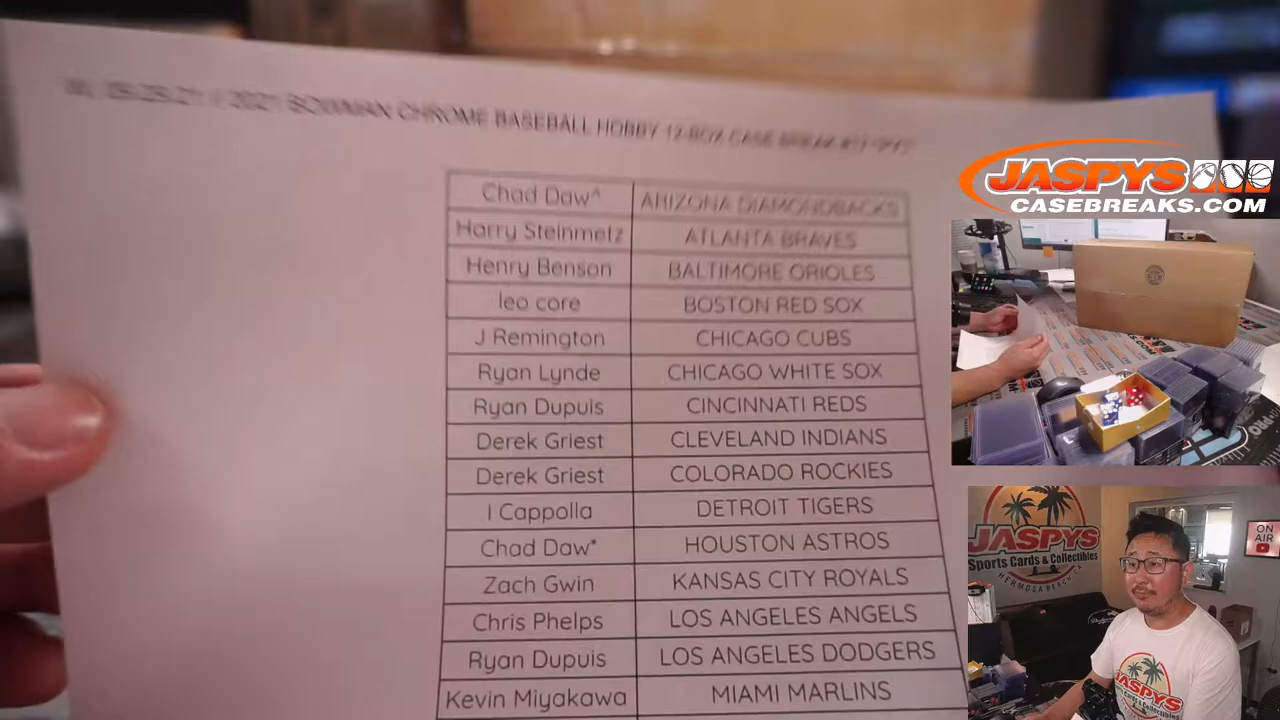 2021 BOWMAN CHROME BASEBALL HOBBY 12-BOX CASE BREAK
Chad Daw^ ARIZONA DIAMONDBACKS
Harry Steinmetz ATLANTA BRAVES
Henry Benson BALTIMORE ORIOLES
leo core BOSTON RED SOX
J Remington CHICAGO CUBS
Ryan Lynde CHICAGO WHITE SOX
Ryan Dupuis CINCINNATI REDS
Derek Griest CLEVELAND INDIANS
Derek Griest COLORADO ROCKIES
I Cappolla DETROIT TIGERS
Chad Daw* HOUSTON ASTROS
Zach Gwin KANSAS CITY ROYALS
Chris Phelps LOS ANGELES ANGELS
Ryan Dupuis LOS ANGELES DODGERS
Kevin Miyakawa MIAMI MARLINS
JASPYS
CASEBREAKS.COM
JASPYS
Sports Cards & Collectibles
HERMOSA BEACH, CA
ON
AIR
JASPYS